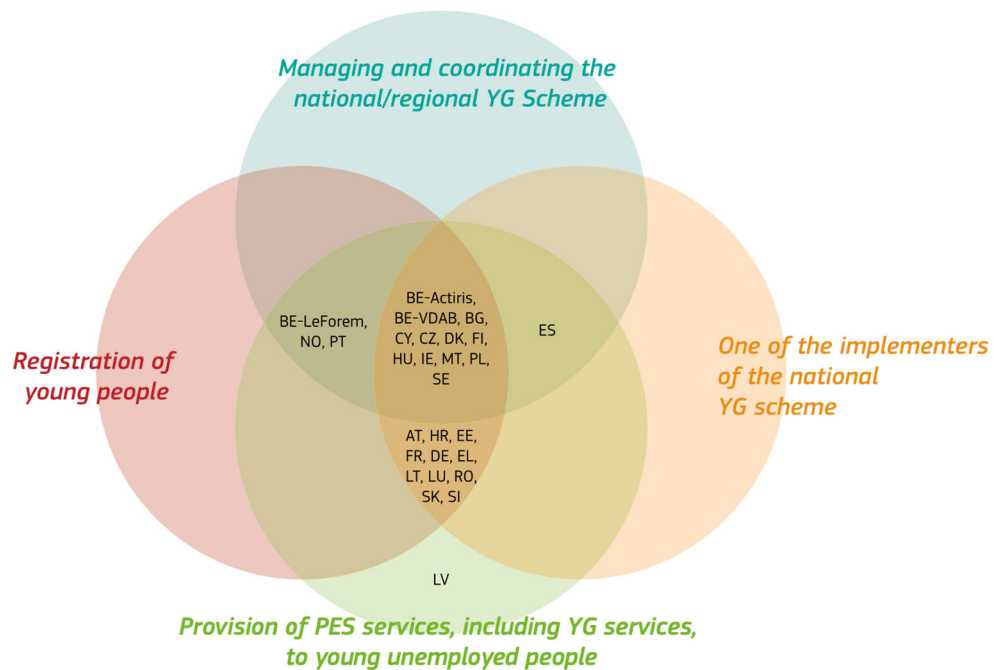 Managing and coordinating the
national/regional YG Scheme
BE-LeForem,
NO, PT
BE-Actiris,
BE-VDAB, BG,
CY, CZ, DK, FI,
HU, IE, MT, PL,
SE
ES
Registration of
young people
One of the implementers
of the national
YG scheme
AT, HR, EE,
FR, DE, EL,
LT, LU, RO,
SK, SI
LV
Provision of PES services, including YG services,
to young unemployed people